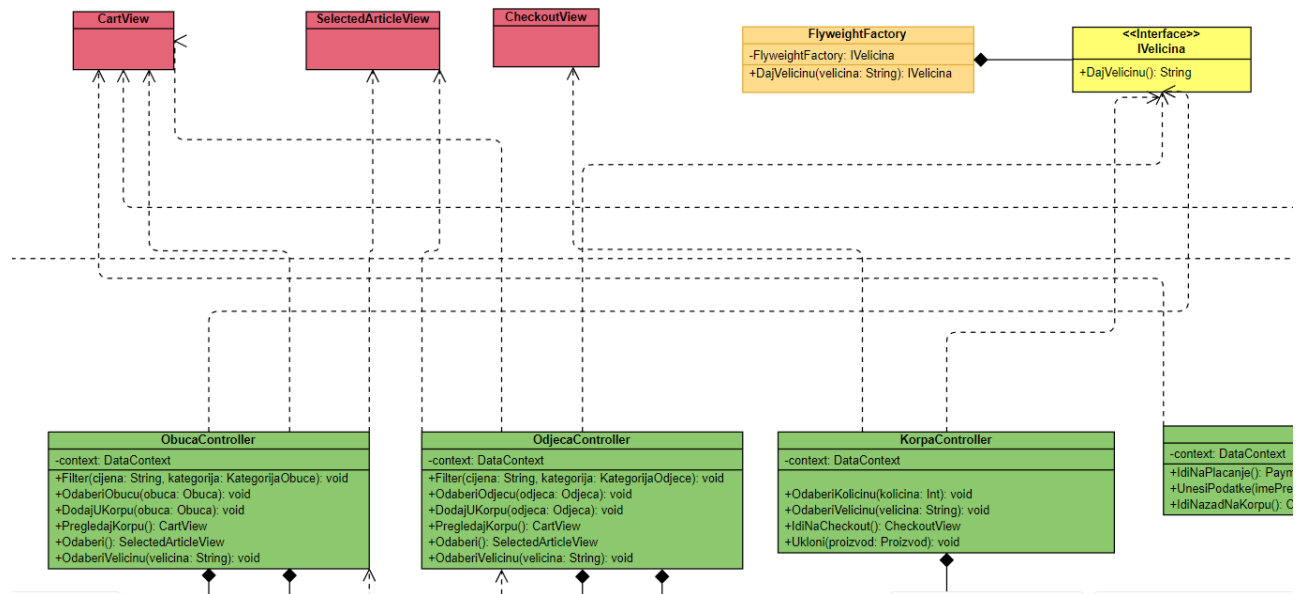 CartView
SelectedArticleView
CheckoutView
FlyweightFactory
-FlyweightFactory: IVelicina
+DajVelicinu(velicina: String): IVelicina
<<Interface>>
IVelicina
+DajVelicinu(): String
ObucaController
-context: DataContext
+Filter(cijena: String, kategorija: KategorijaObuce): void
+OdaberiObucu(obuca: Obuca): void
+DodajUKorpu(obuca: Obuca): void
+PregledajKorpu(): CartView
+Odaberi(): SelectedArticleView
+OdaberiVelicinu(velicina: String): void
OdjecaController
-context: DataContext
+Filter(cijena: String, kategorija: KategorijaOdjece): void
+OdaberiOdjecu(odjeca: Odjeca): void
+DodajUKorpu(odjeca: Odjeca): void
+PregledajKorpu(): CartView
+Odaberi(): SelectedArticleView
+OdaberiVelicinu(velicina: String): void
KorpaController
-context: DataContext
+OdaberiKolicinu(kolicina: Int): void
+OdaberiVelicinu(velicina: String): void
+IdiNaCheckout(): CheckoutView
+Ukloni(proizvod: Proizvod): void
-context: DataContext
+IdiNaPlacanje(): Paym
+UnesiPodatke(imePre
+IdiNazadNaKorpu(): C